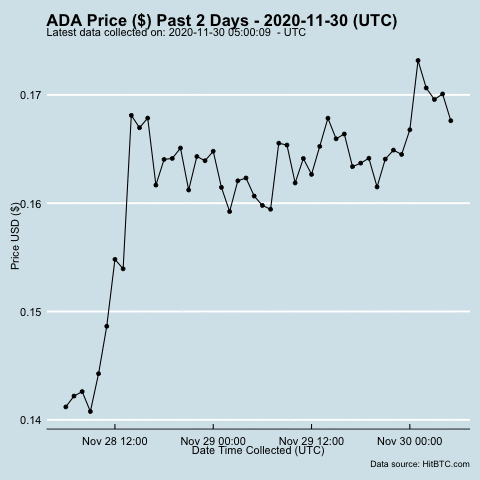 ADA Price ($) Past 2 Days - 2020-11-30 (UTC)
Latest data collected on: 2020-11-30 05:00:09 - UTC
0.17
0.16
0.15
0.14
Price USD ($)
Nov 28 12:00 Nov 29 00:00 Nov 29 12:00 Nov 30 00:00
Date Time Collected (UTC)
Data source: HitBTC.com